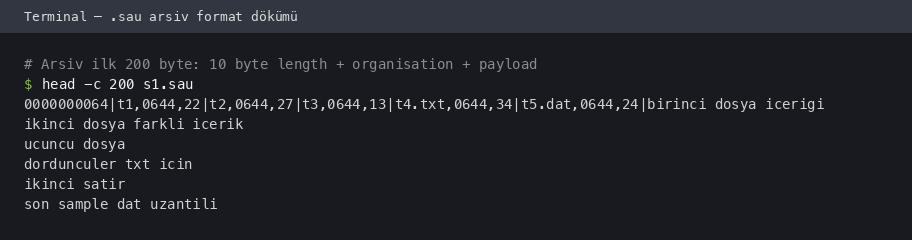 Terminal — .sau arsiv format dökümü
# Arsiv ilk 200 byte: 10 byte length + organisation + payload
$ head -c 200 s1.sau
0000000064|t1,0644,22|t2,0644,27|t3,0644,13|t4.txt,0644,34|t5.dat,0644,24|birinci dosya icerigi
ikinci dosya farkli icerik
ucuncu dosya
dordunculer txt icin
ikinci satir
son sample dat uzantili